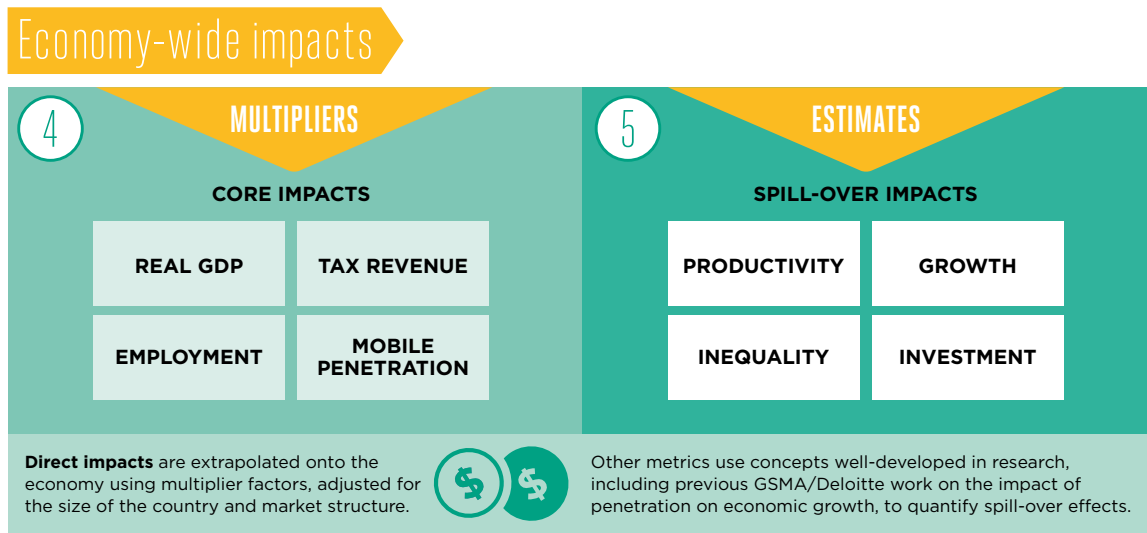 Economy-wide impacts
4
MULTIPLIERS
CORE IMPACTS
REAL GDP
TAX REVENUE
EMPLOYMENT
MOBILE
PENETRATION
Direct impacts are extrapolated onto the
economy using multiplier factors, adjusted for
the size of the country and market structure.
$ $
5
ESTIMATES
SPILL-OVER IMPACTS
PRODUCTIVITY
GROWTH
INEQUALITY
INVESTMENT
Other metrics use concepts well-developed in research,
including previous GSMA/Deloitte work on the impact of
penetration on economic growth, to quantify spill-over effects.